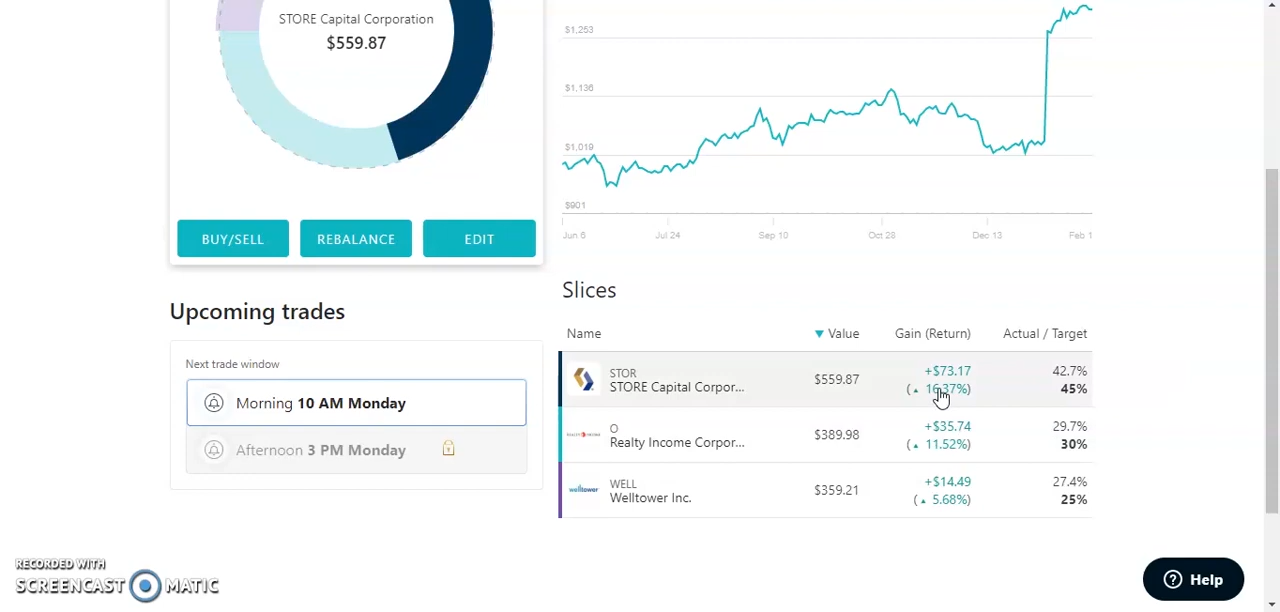 STORE Capital Corporation
$559.87
BUY/SELL
REBALANCE
EDIT
$1,253
$1,136
$1,019
$901
Jun 6
Jul 24
Sep 10
Oct 28
Dec 13
Feb 1
Upcoming trades
Next trade window
Morning 10 AM Monday
Afternoon 3 PM Monday
Slices
Name
▼ Value
Gain (Return)
Actual / Target
STOR
STORE Capital Corpor...
$559.87
+$73.17
(▲ 16.37%)
42.7%
45%
O
Realty Income Corpor...
$389.98
+$35.74
(▲ 11.52%)
29.7%
30%
welltower
WELL
Welltower Inc.
$359.21
+$14.49
(▲ 5.68%)
27.4%
25%
RECORDED WITH
SCREENCAST MATIC
Help